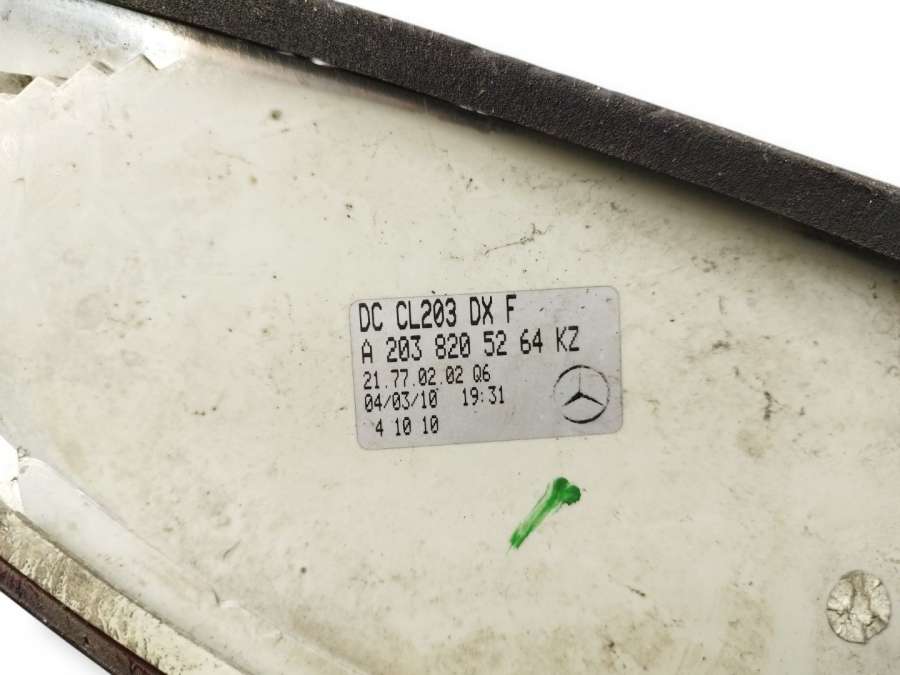 DC CL203 DX F
A 203 820 52 64 KZ
21.77.02.02 Q6
04/03/10 19:31
4 10 10